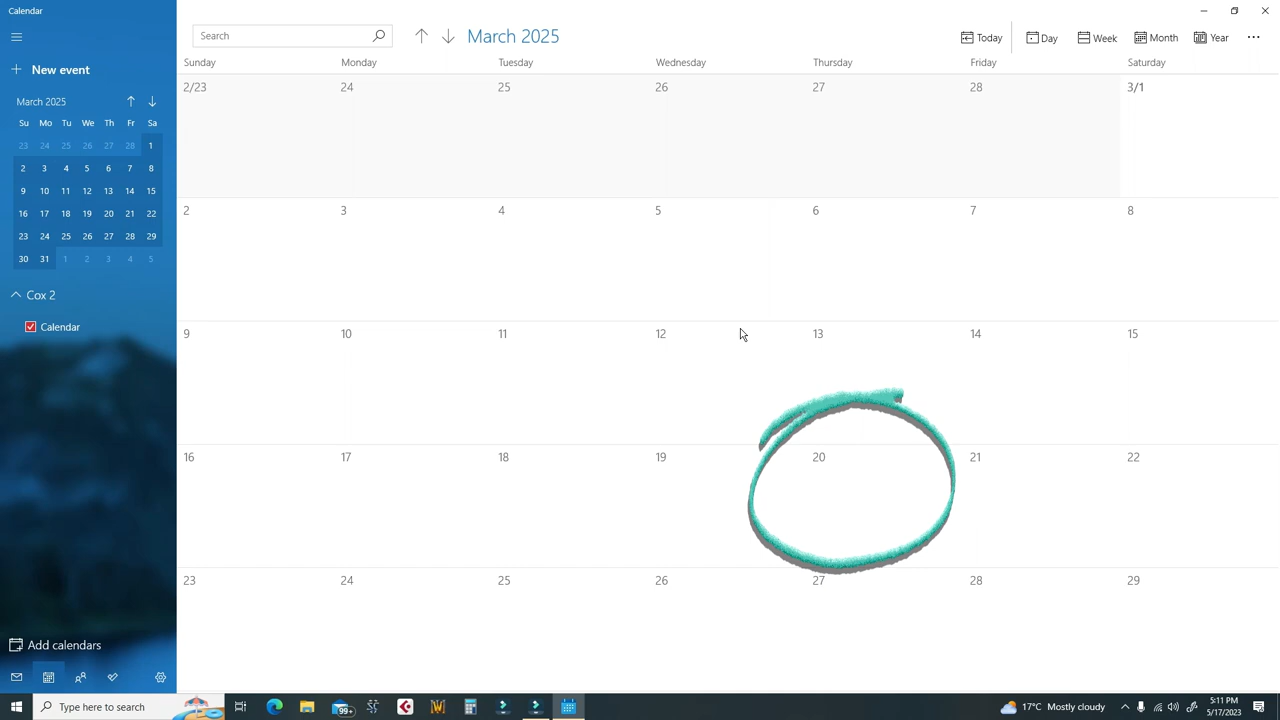 Calendar
Search
March 2025
Today
Day
Week
Month
Year
New event
March 2025
Su Mo Tu We Th Fr Sa
23 24 25 26 27 28 1
2 3 4 5 6 7 8
9 10 11 12 13 14 15
16 17 18 19 20 21 22
23 24 25 26 27 28 29
30 31 1 2 3 4 5
Cox 2
Calendar
Add calendars
Sunday Monday Tuesday Wednesday Thursday Friday Saturday
2/23 24 25 26 27 28 3/1
2 3 4 5 6 7 8
9 10 11 12 13 14 15
16 17 18 19 20 21 22
23 24 25 26 27 28 29
Type here to search
99+
17°C Mostly cloudy
5:11 PM
5/17/2023